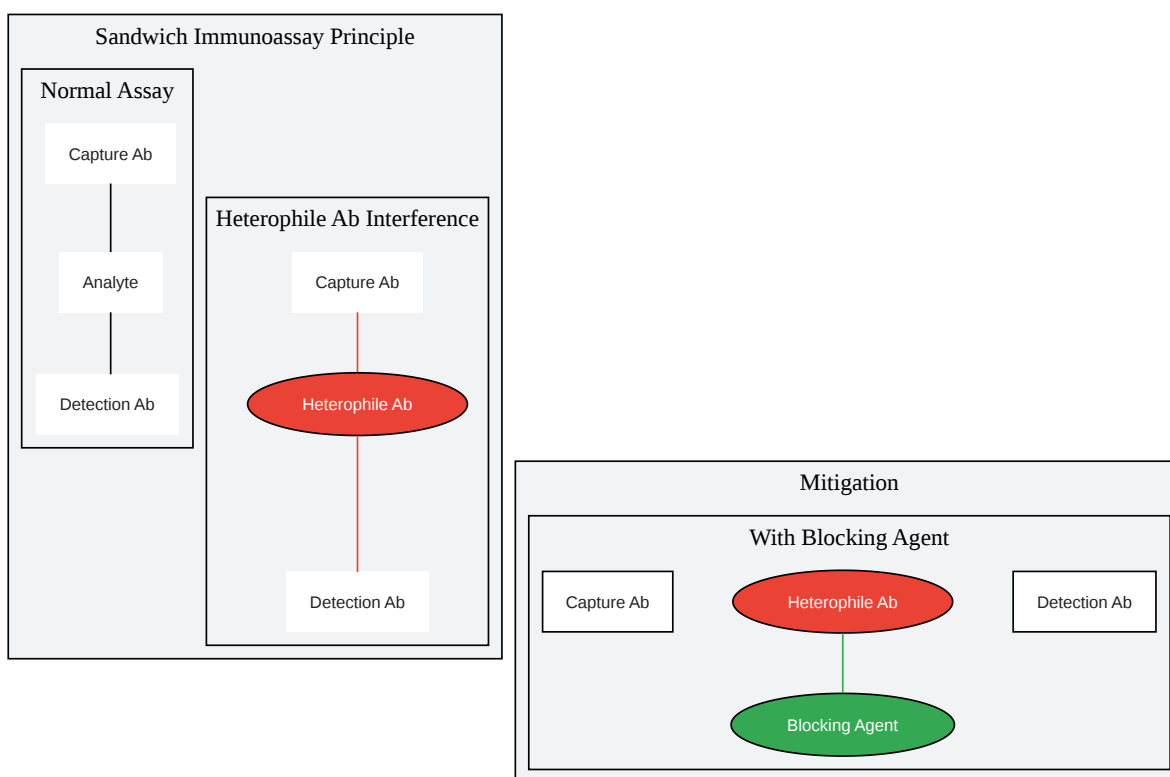 Sandwich Immunoassay Principle
Normal Assay
Capture Ab
Analyte
Detection Ab
Heterophile Ab Interference
Capture Ab
Heterophile Ab
Detection Ab
Mitigation
With Blocking Agent
Capture Ab
Heterophile Ab
Detection Ab
Blocking Agent